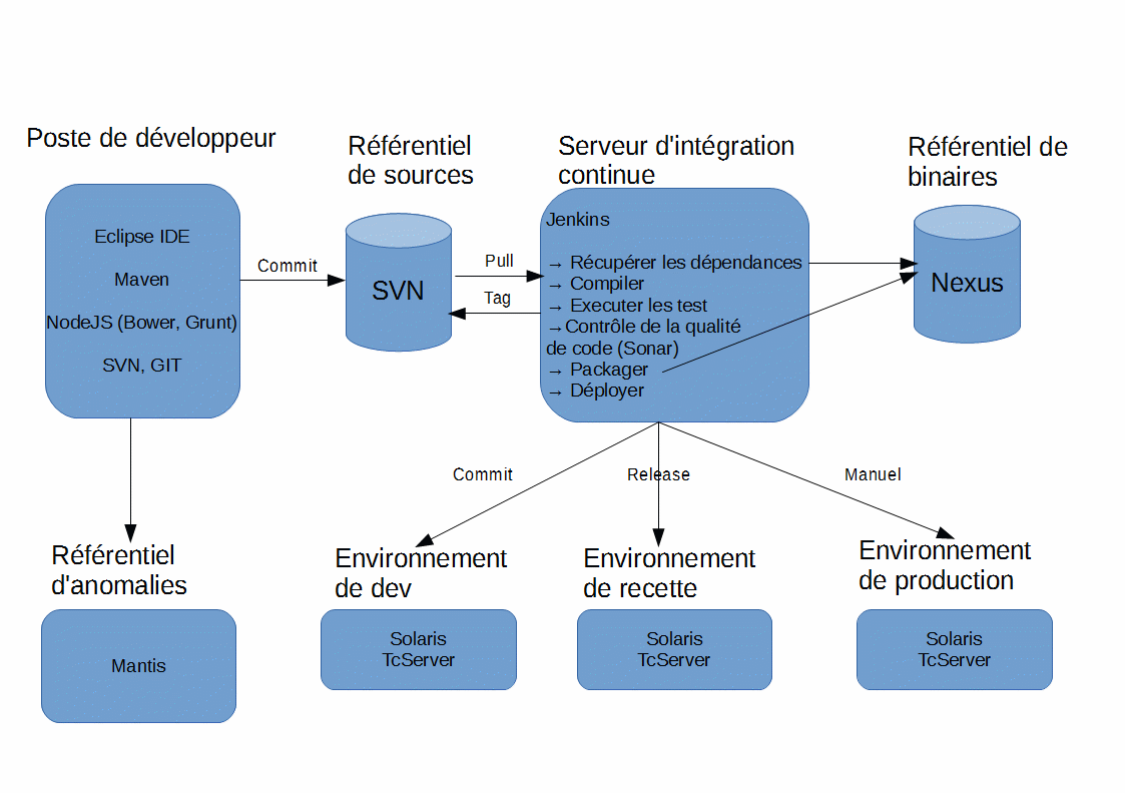 Poste de développeur
Référentiel
de sources
Serveur d'intégration
continue
Référentiel de
binaires
Eclipse IDE
Maven
NodeJS (Bower, Grunt)
SVN, GIT
Commit
SVN
Pull
Tag
Jenkins
→ Récupérer les dépendances
→ Compiler
→ Executer les test
→Contrôle de la qualité
de code (Sonar)
→ Packager
→ Déployer
Nexus
Commit
Release
Manuel
Référentiel
d'anomalies
Environnement
de dev
Environnement
de recette
Environnement
de production
Mantis
Solaris
TcServer
Solaris
TcServer
Solaris
TcServer